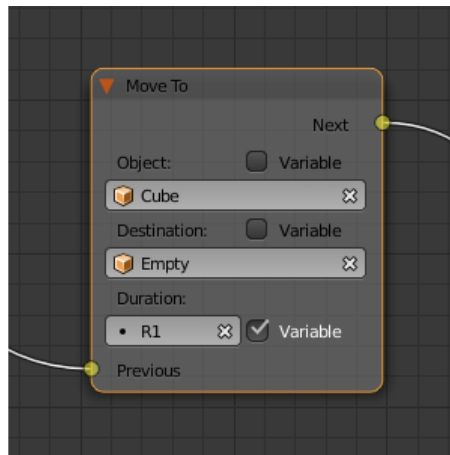 Move To
Next
Object: Variable
Cube
Destination: Variable
Empty
Duration:
R1 Variable
Previous